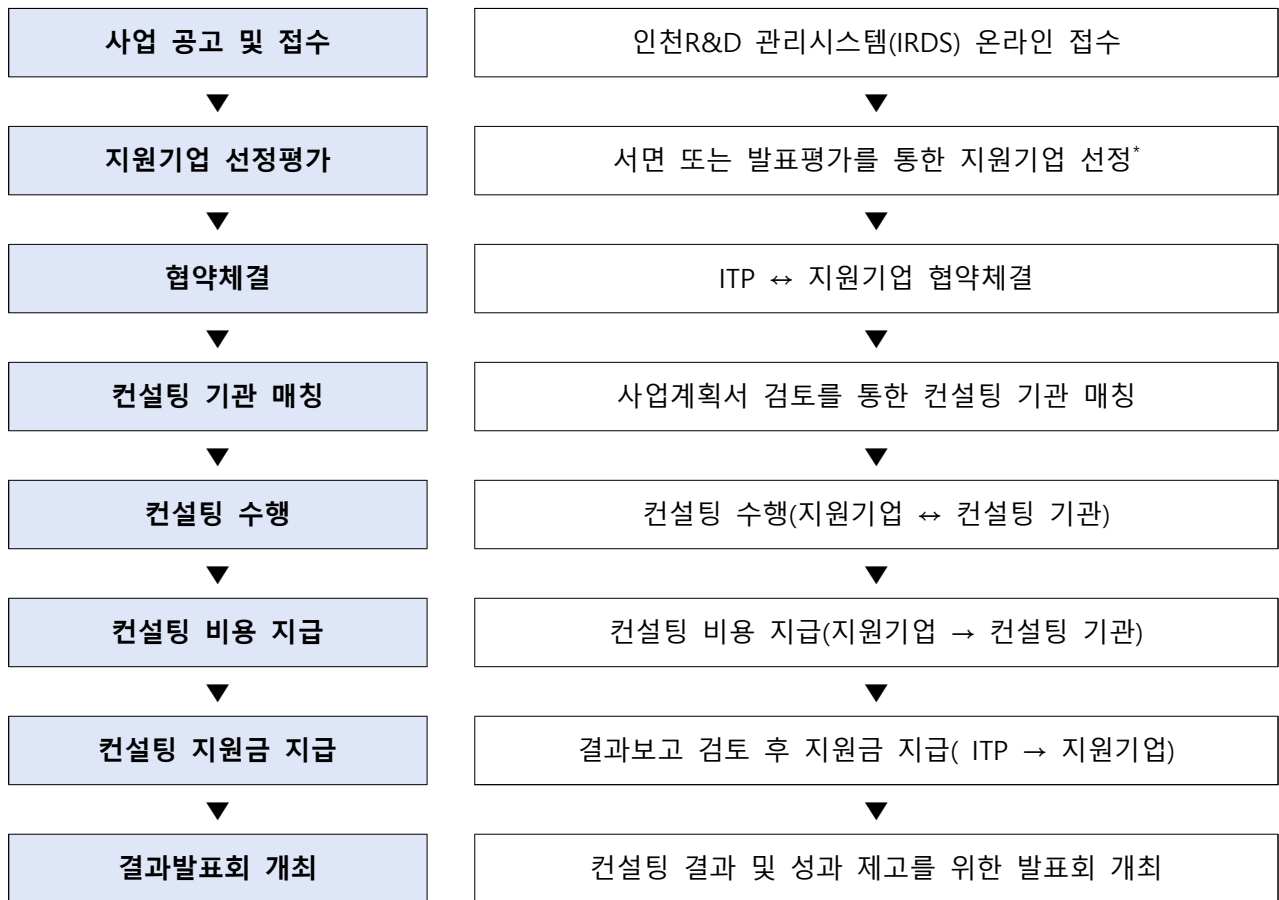 사업 공고 및 접수
인천R&D 관리시스템(IRDS) 온라인 접수
▼
▼
지원기업 선정평가
서면 또는 발표평가를 통한 지원기업 선정*
▼
▼
협약체결
ITP ↔ 지원기업 협약체결
▼
▼
컨설팅 기관 매칭
사업계획서 검토를 통한 컨설팅 기관 매칭
▼
▼
컨설팅 수행
컨설팅 수행(지원기업 ↔ 컨설팅 기관)
▼
▼
컨설팅 비용 지급
컨설팅 비용 지급(지원기업 → 컨설팅 기관)
▼
▼
컨설팅 지원금 지급
결과보고 검토 후 지원금 지급( ITP → 지원기업)
▼
▼
결과발표회 개최
컨설팅 결과 및 성과 제고를 위한 발표회 개최